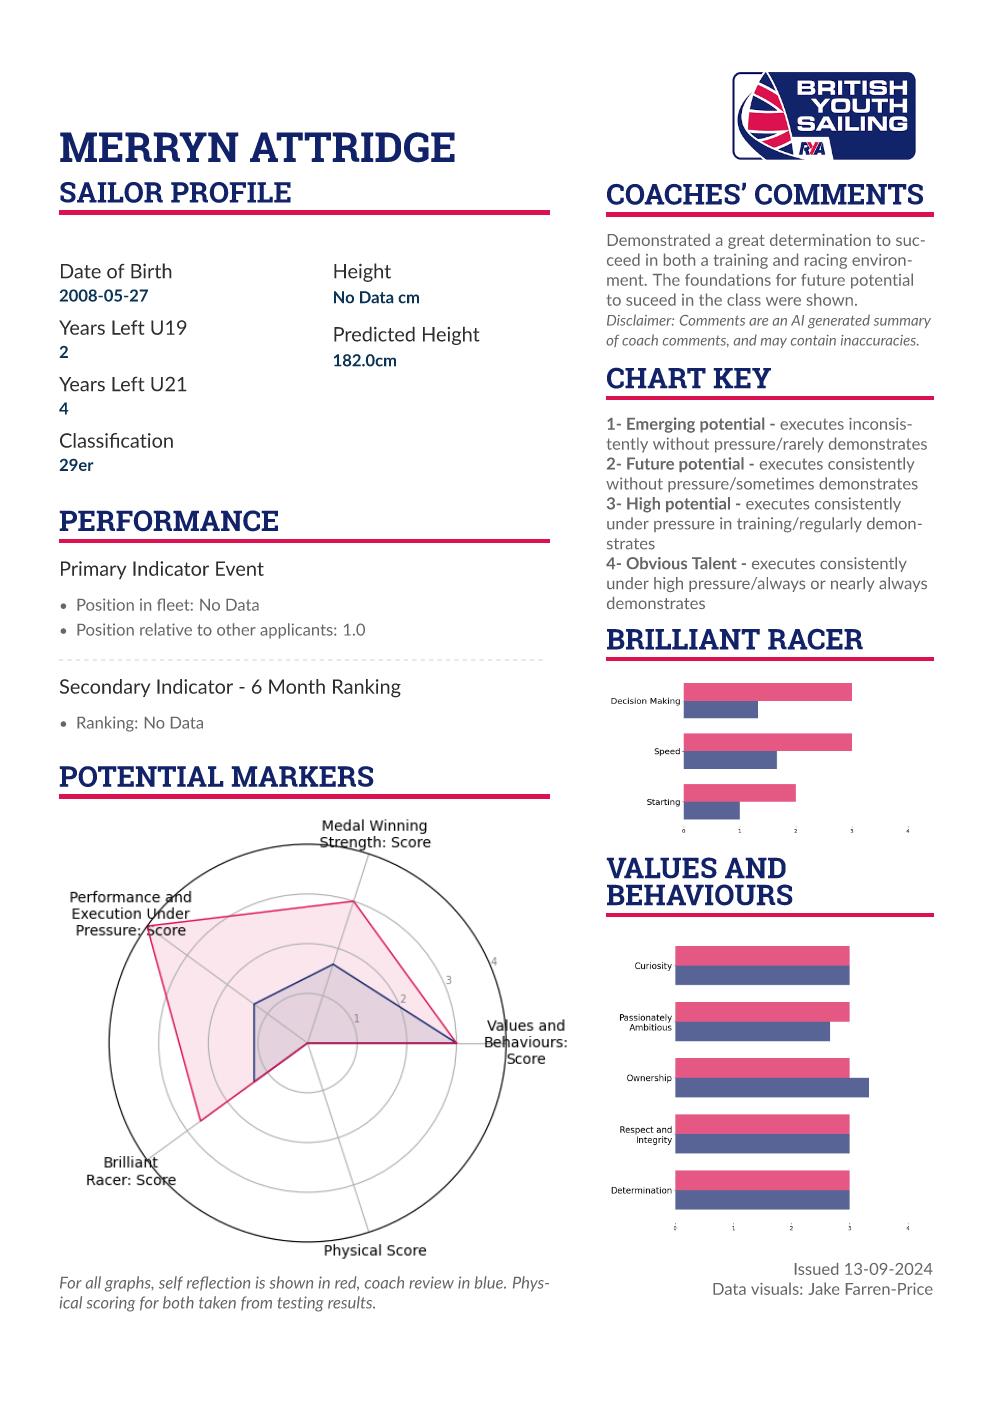 BRITISH
YOUTH
SAILING
RYA
MERRYN ATTRIDGE
SAILOR PROFILE
Date of Birth
2008-05-27
Years Left U19
2
Years Left U21
4
Classification
29er
Height
No Data cm
Predicted Height
182.0cm
PERFORMANCE
Primary Indicator Event
• Position in fleet: No Data
• Position relative to other applicants: 1.0
Secondary Indicator - 6 Month Ranking
• Ranking: No Data
POTENTIAL MARKERS
Medal Winning
Strength: Score
Performance and
Execution Under
Pressure: Score
4
3
2
1
Values and
Behaviours:
Score
Brilliant
Racer: Score
Physical Score
For all graphs, self reflection is shown in red, coach review in blue. Phys-
ical scoring for both taken from testing results.
COACHES’ COMMENTS
Demonstrated a great determination to suc-
ceed in both a training and racing environ-
ment. The foundations for future potential
to suceed in the class were shown.
Disclaimer: Comments are an AI generated summary
of coach comments, and may contain inaccuracies.
CHART KEY
1- Emerging potential - executes inconsis-
tently without pressure/rarely demonstrates
2- Future potential - executes consistently
without pressure/sometimes demonstrates
3- High potential - executes consistently
under pressure in training/regularly demon-
strates
4- Obvious Talent - executes consistently
under high pressure/always or nearly always
demonstrates
BRILLIANT RACER
Decision Making
Speed
Starting
0 1 2 3 4
VALUES AND
BEHAVIOURS
Curiosity
Passionately
Ambitious
Ownership
Respect and
Integrity
Determination
0 1 2 3 4
Issued 13-09-2024
Data visuals: Jake Farren-Price